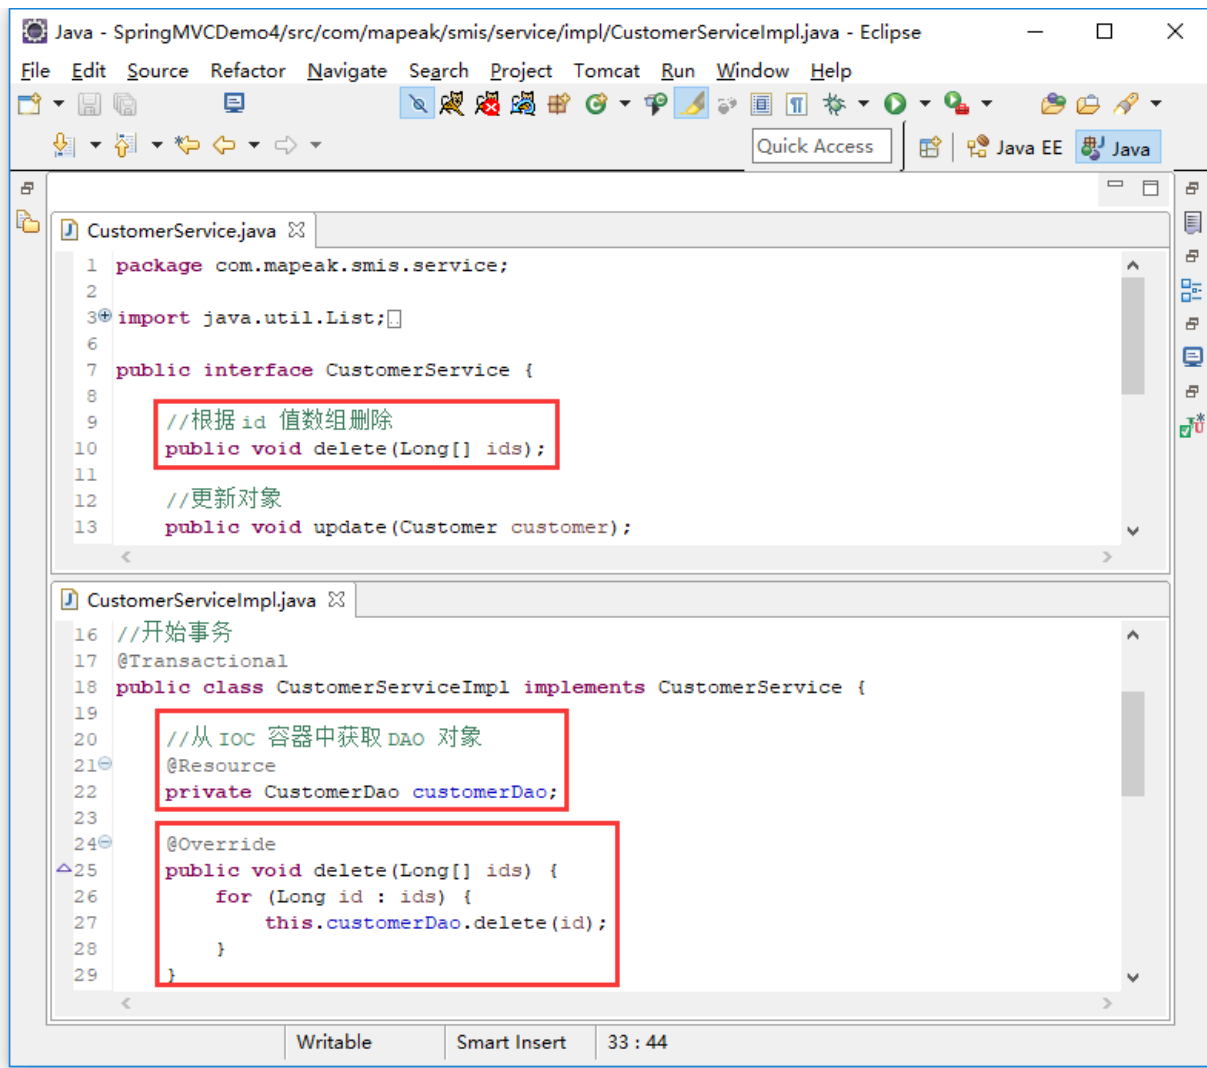 Java - SpringMVCDemo4/src/com/mapeak/smis/service/impl/CustomerServiceImpl.java - Eclipse
File Edit Source Refactor Navigate Search Project Tomcat Run Window Help
Quick Access Java EE Java
CustomerService.java
1 package com.mapeak.smis.service;
2
3 import java.util.List;
6
7 public interface CustomerService {
8
9 //根据 id 值数组删除
10 public void delete(Long[] ids);
11
12 //更新对象
13 public void update(Customer customer);
CustomerServiceImpl.java
16 //开始事务
17 @Transactional
18 public class CustomerServiceImpl implements CustomerService {
19
20 //从 IOC 容器中获取 DAO 对象
21 @Resource
22 private CustomerDao customerDao;
23
24 @Override
25 public void delete(Long[] ids) {
26 for (Long id : ids) {
27 this.customerDao.delete(id);
28 }
29 }
Writable Smart Insert 33 : 44